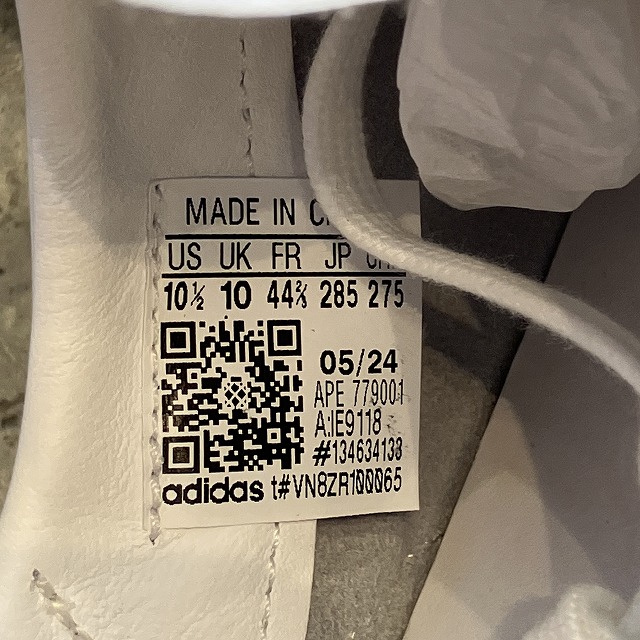 MADE IN
US UK FR JP
10½ 10 44⅔ 285 275
05/24
APE 779001
A:IE9118
#134634138
adidas t#VN8ZR100065